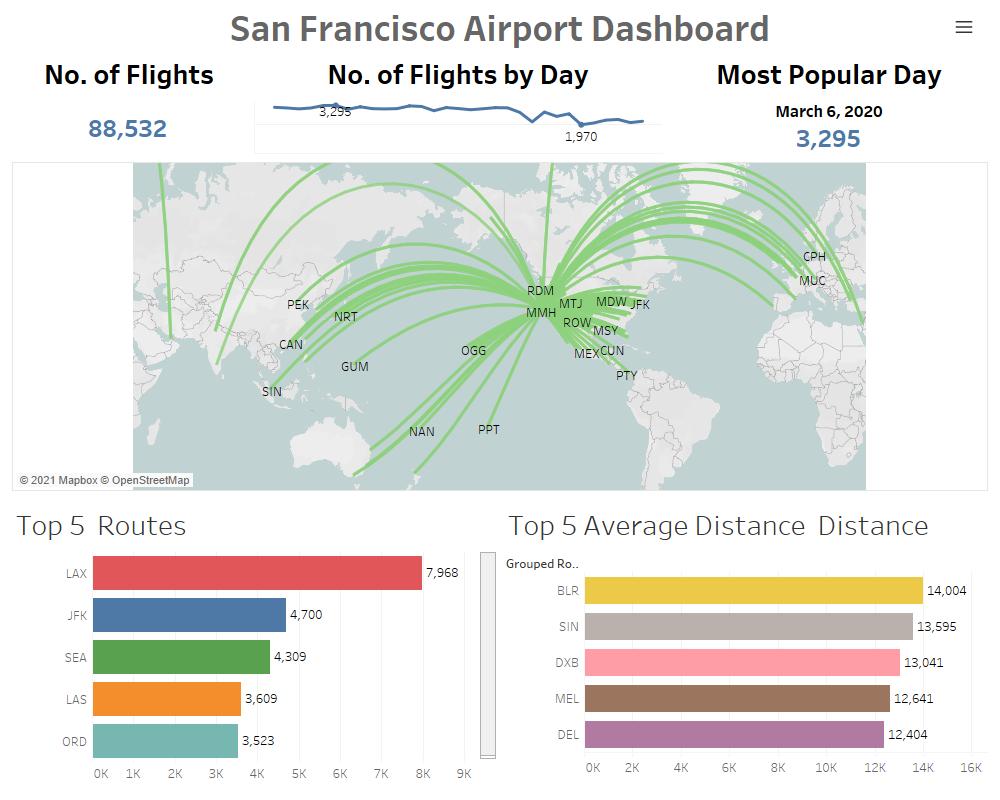 San Francisco Airport Dashboard
No. of Flights
88,532
No. of Flights by Day
3,295
1,970
Most Popular Day
March 6, 2020
3,295
CPH
MUC
RDM
PEK
MTJ
MDW
JFK
MMH
NRT
ROW
MSY
CAN
OGG
MEX
CUN
GUM
PTY
SIN
NAN
PPT
© 2021 Mapbox © OpenStreetMap
Top 5 Routes
LAX 7,968
JFK 4,700
SEA 4,309
LAS 3,609
ORD 3,523
0K 1K 2K 3K 4K 5K 6K 7K 8K 9K
Top 5 Average Distance Distance
Grouped Ro..
BLR 14,004
SIN 13,595
DXB 13,041
MEL 12,641
DEL 12,404
0K 2K 4K 6K 8K 10K 12K 14K 16K